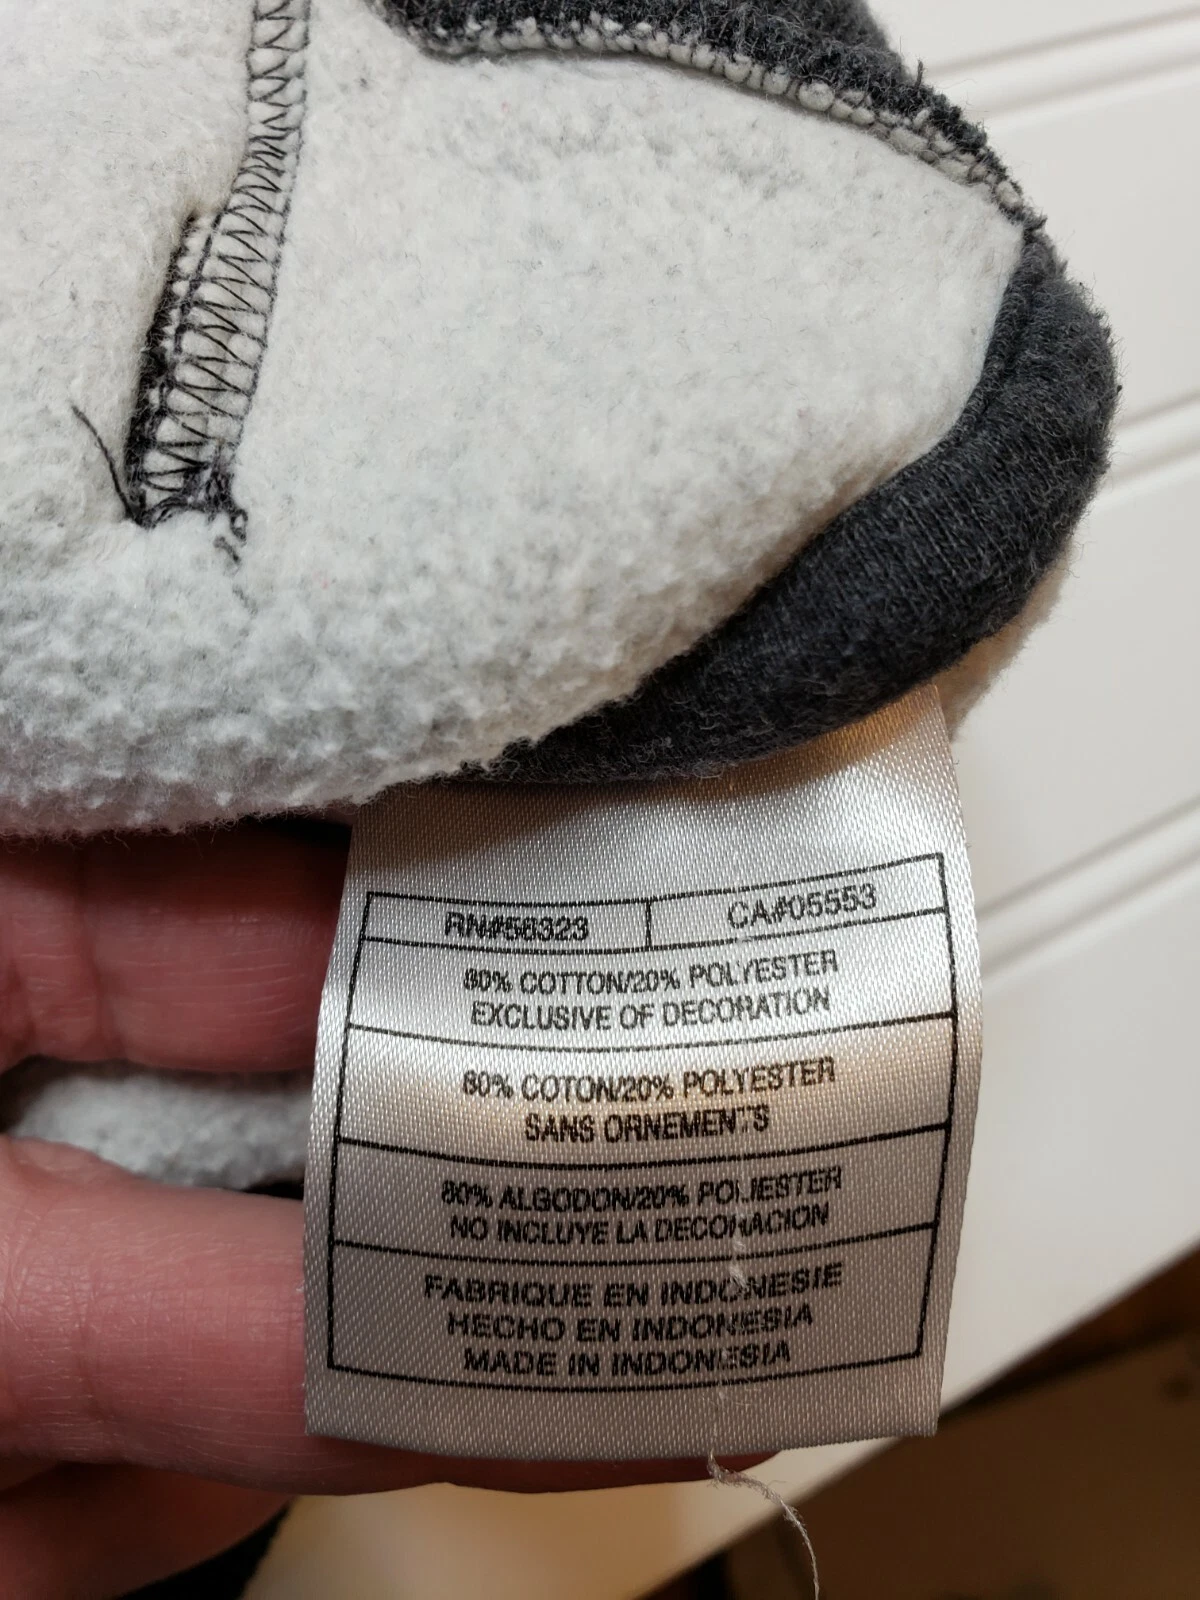 RN#56323 CA#05553
80% COTTON/20% POLYESTER
EXCLUSIVE OF DECORATION
80% COTON/20% POLYESTER
SANS ORNEMENTS
80% ALGODON/20% POLIESTER
NO INCLUYE LA DECORACION
FABRIQUE EN INDONESIE
HECHO EN INDONESIA
MADE IN INDONESIA